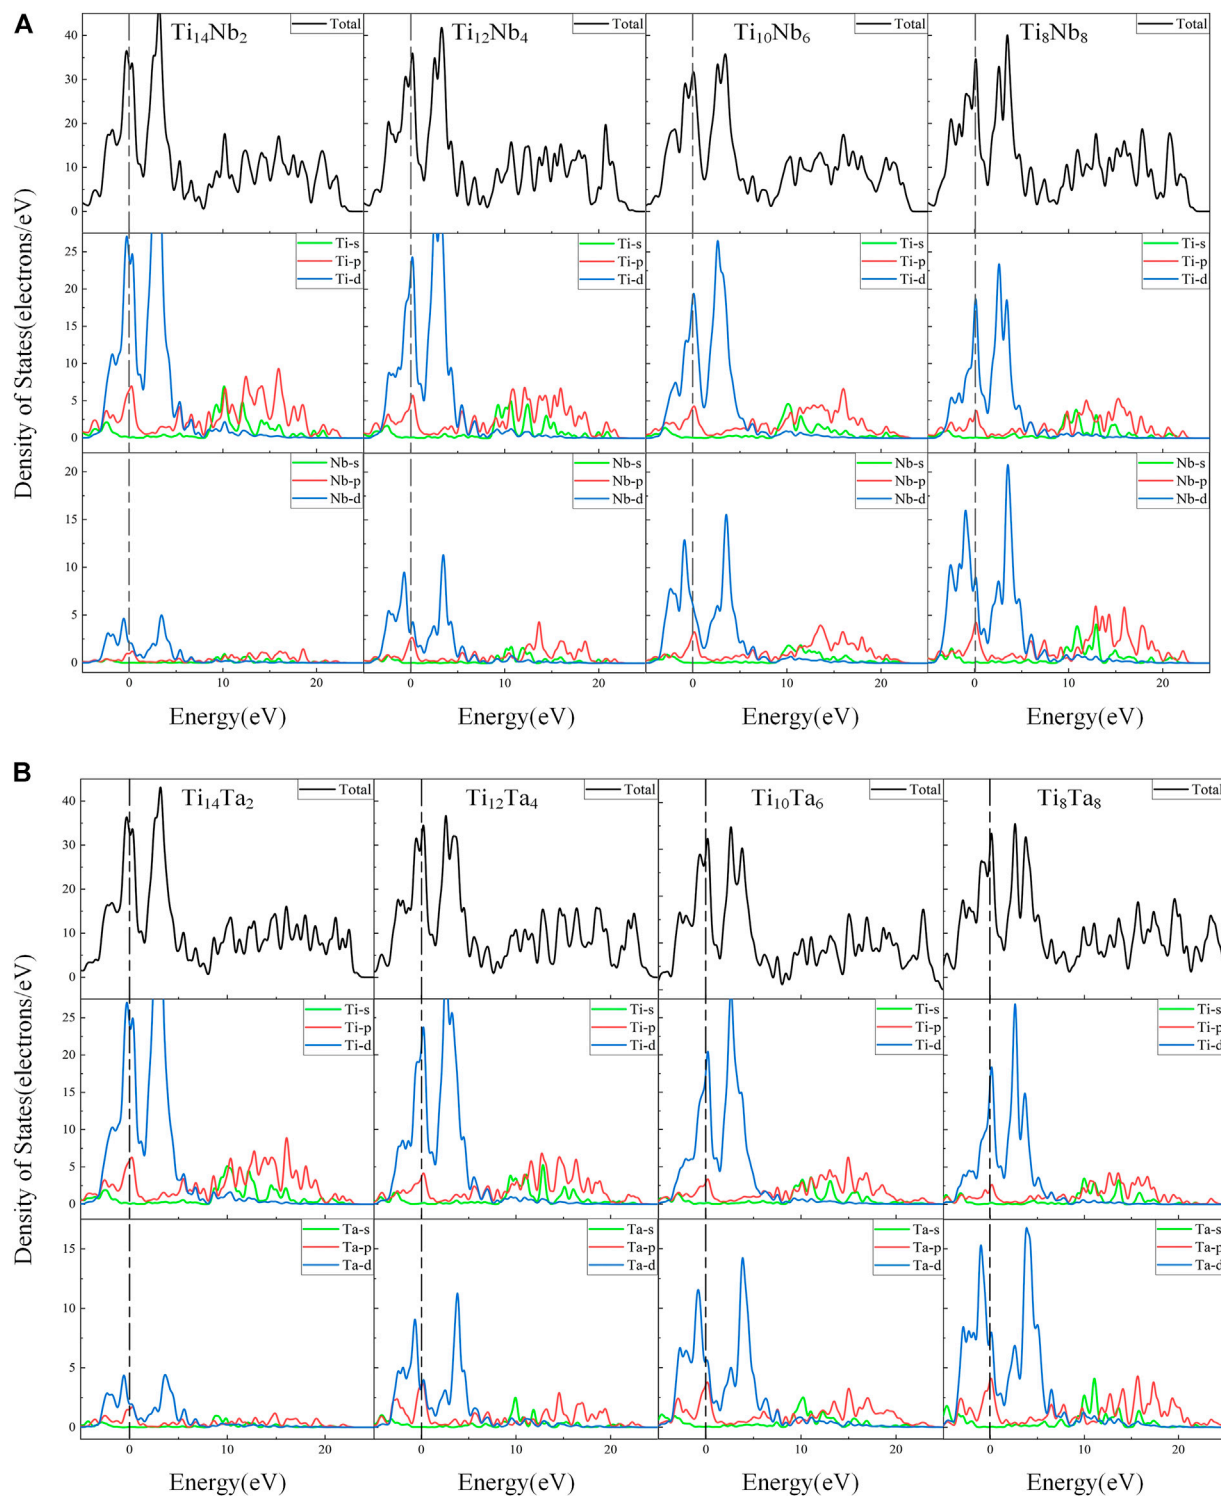 A
Ti₁₄Nb₂ Total Ti₁₂Nb₄ Total Ti₁₀Nb₆ Total Ti₈Nb₈ Total
40
30
20
10
0
Ti-s Ti-s Ti-s Ti-s
Ti-p Ti-p Ti-p Ti-p
Ti-d Ti-d Ti-d Ti-d
25
20
15
10
5
0
Density of States(electrons/eV)
Nb-s Nb-s Nb-s Nb-s
Nb-p Nb-p Nb-p Nb-p
Nb-d Nb-d Nb-d Nb-d
20
15
10
5
0
0 10 20 0 10 20 0 10 20 0 10 20
Energy(eV) Energy(eV) Energy(eV) Energy(eV)
B
Ti₁₄Ta₂ Total Ti₁₂Ta₄ Total Ti₁₀Ta₆ Total Ti₈Ta₈ Total
40
30
20
10
0
Ti-s Ti-s Ti-s Ti-s
Ti-p Ti-p Ti-p Ti-p
Ti-d Ti-d Ti-d Ti-d
25
20
15
10
5
0
Density of States(electrons/eV)
Ta-s Ta-s Ta-s Ta-s
Ta-p Ta-p Ta-p Ta-p
Ta-d Ta-d Ta-d Ta-d
15
10
5
0
0 10 20 0 10 20 0 10 20 0 10 20
Energy(eV) Energy(eV) Energy(eV) Energy(eV)